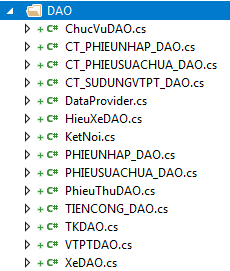 DAO
ChucVuDAO.cs
CT_PHIEUNHAP_DAO.cs
CT_PHIEUSUACHUA_DAO.cs
CT_SUDUNGVTPT_DAO.cs
DataProvider.cs
HieuXeDAO.cs
KetNoi.cs
PHIEUNHAP_DAO.cs
PHIEUSUACHUA_DAO.cs
PhieuThuDAO.cs
TIENCONG_DAO.cs
TKDAO.cs
VTPTDAO.cs
XeDAO.cs